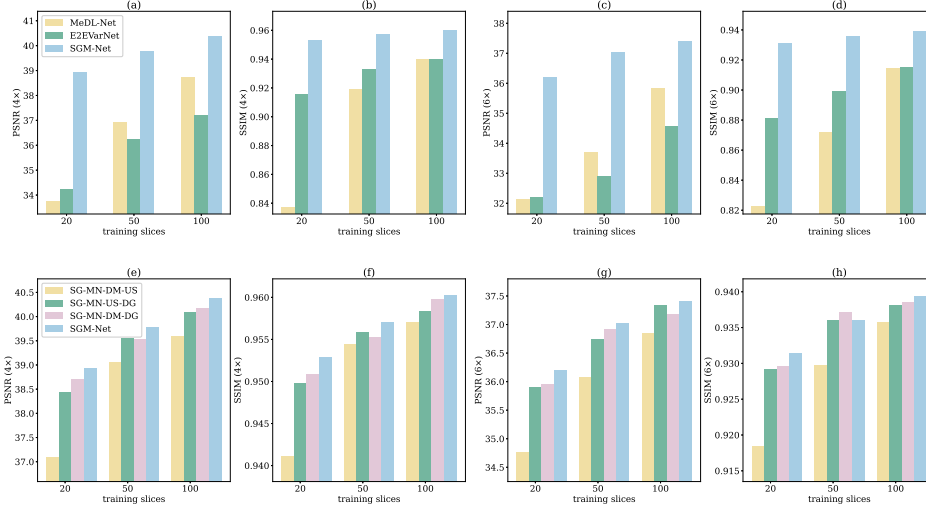 (a)
41
40
39
38
37
36
35
34
PSNR (4×)
MeDL-Net
E2EVarNet
SGM-Net
20 50 100
training slices
(b)
0.96
0.94
0.92
0.90
0.88
0.86
0.84
SSIM (4×)
20 50 100
training slices
(c)
38
37
36
35
34
33
32
PSNR (6×)
20 50 100
training slices
(d)
0.94
0.92
0.90
0.88
0.86
0.84
0.82
SSIM (6×)
20 50 100
training slices
(e)
40.5
40.0
39.5
39.0
38.5
38.0
37.5
37.0
PSNR (4×)
SG-MN-DM-US
SG-MN-US-DG
SG-MN-DM-DG
SGM-Net
20 50 100
training slices
(f)
0.960
0.955
0.950
0.945
0.940
SSIM (4×)
20 50 100
training slices
(g)
37.5
37.0
36.5
36.0
35.5
35.0
34.5
PSNR (6×)
20 50 100
training slices
(h)
0.940
0.935
0.930
0.925
0.920
0.915
SSIM (6×)
20 50 100
training slices